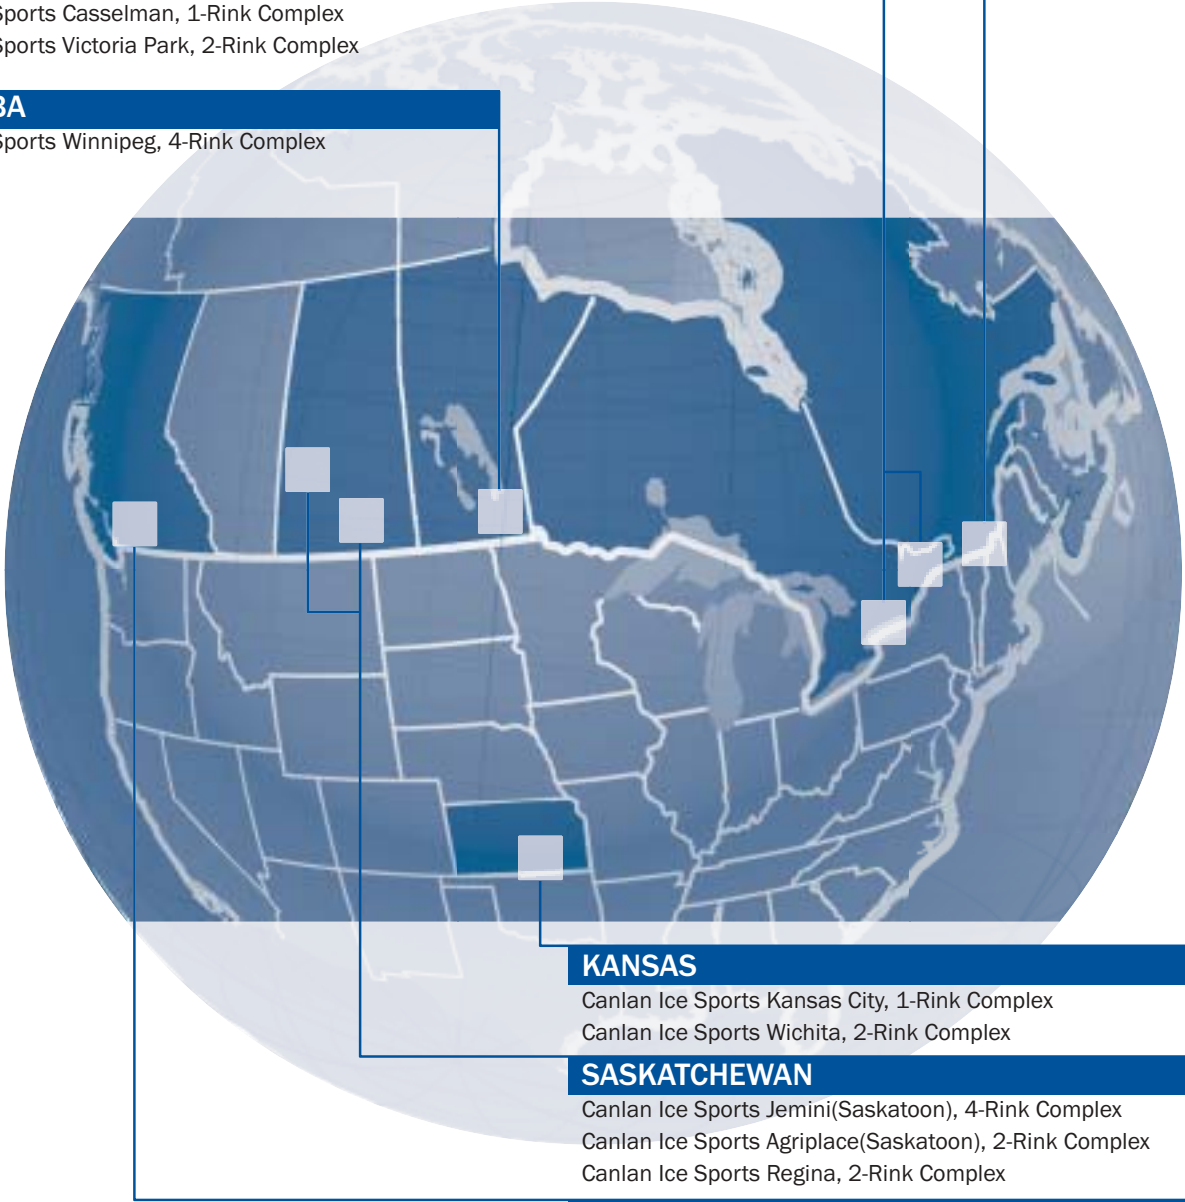 Sports Casselman, 1-Rink Complex
Sports Victoria Park, 2-Rink Complex
BA
Sports Winnipeg, 4-Rink Complex
KANSAS
Canlan Ice Sports Kansas City, 1-Rink Complex
Canlan Ice Sports Wichita, 2-Rink Complex
SASKATCHEWAN
Canlan Ice Sports Jemini(Saskatoon), 4-Rink Complex
Canlan Ice Sports Agriplace(Saskatoon), 2-Rink Complex
Canlan Ice Sports Regina, 2-Rink Complex